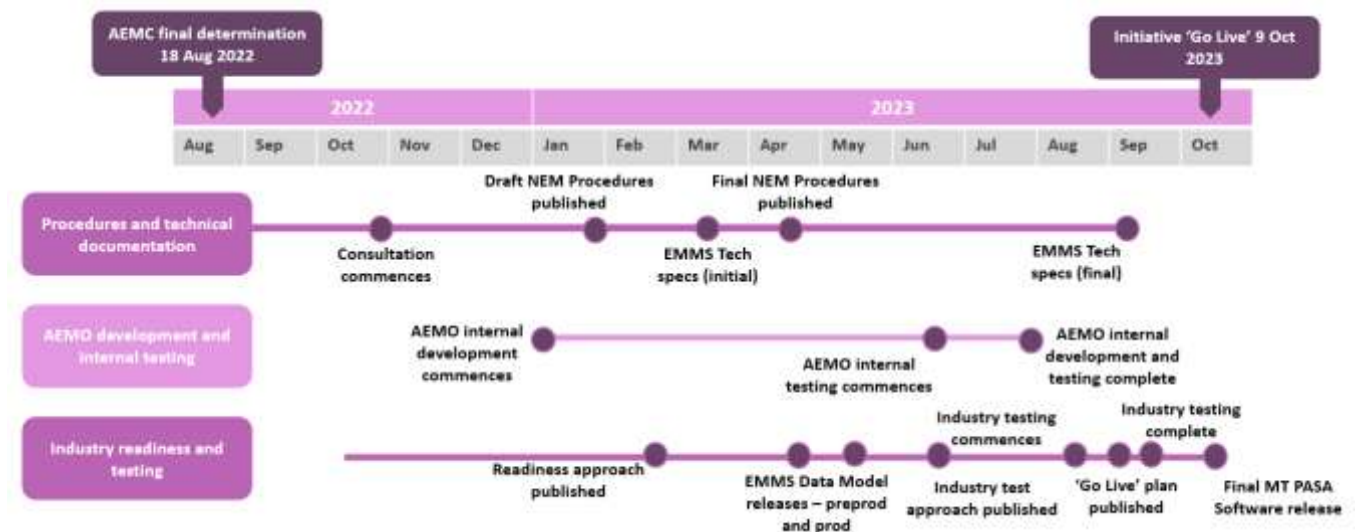 AEMC final determination
18 Aug 2022
Initiative ‘Go Live’ 9 Oct
2023
2022
2023
Aug
Sep
Oct
Nov
Dec
Jan
Feb
Mar
Apr
May
Jun
Jul
Aug
Sep
Oct
Procedures and technical
documentation
Draft NEM Procedures
published
Final NEM Procedures
published
Consultation
commences
EMMS Tech
specs (initial)
EMMS Tech
specs (final)
AEMO development and
internal testing
AEMO internal
development
commences
AEMO internal
testing commences
AEMO internal
development and
testing complete
Industry readiness and
testing
Industry testing
commences
Industry testing
complete
Readiness approach
published
EMMS Data Model
releases – preprod
and prod
Industry test
approach published
‘Go Live’ plan
published
Final MT PASA
Software release